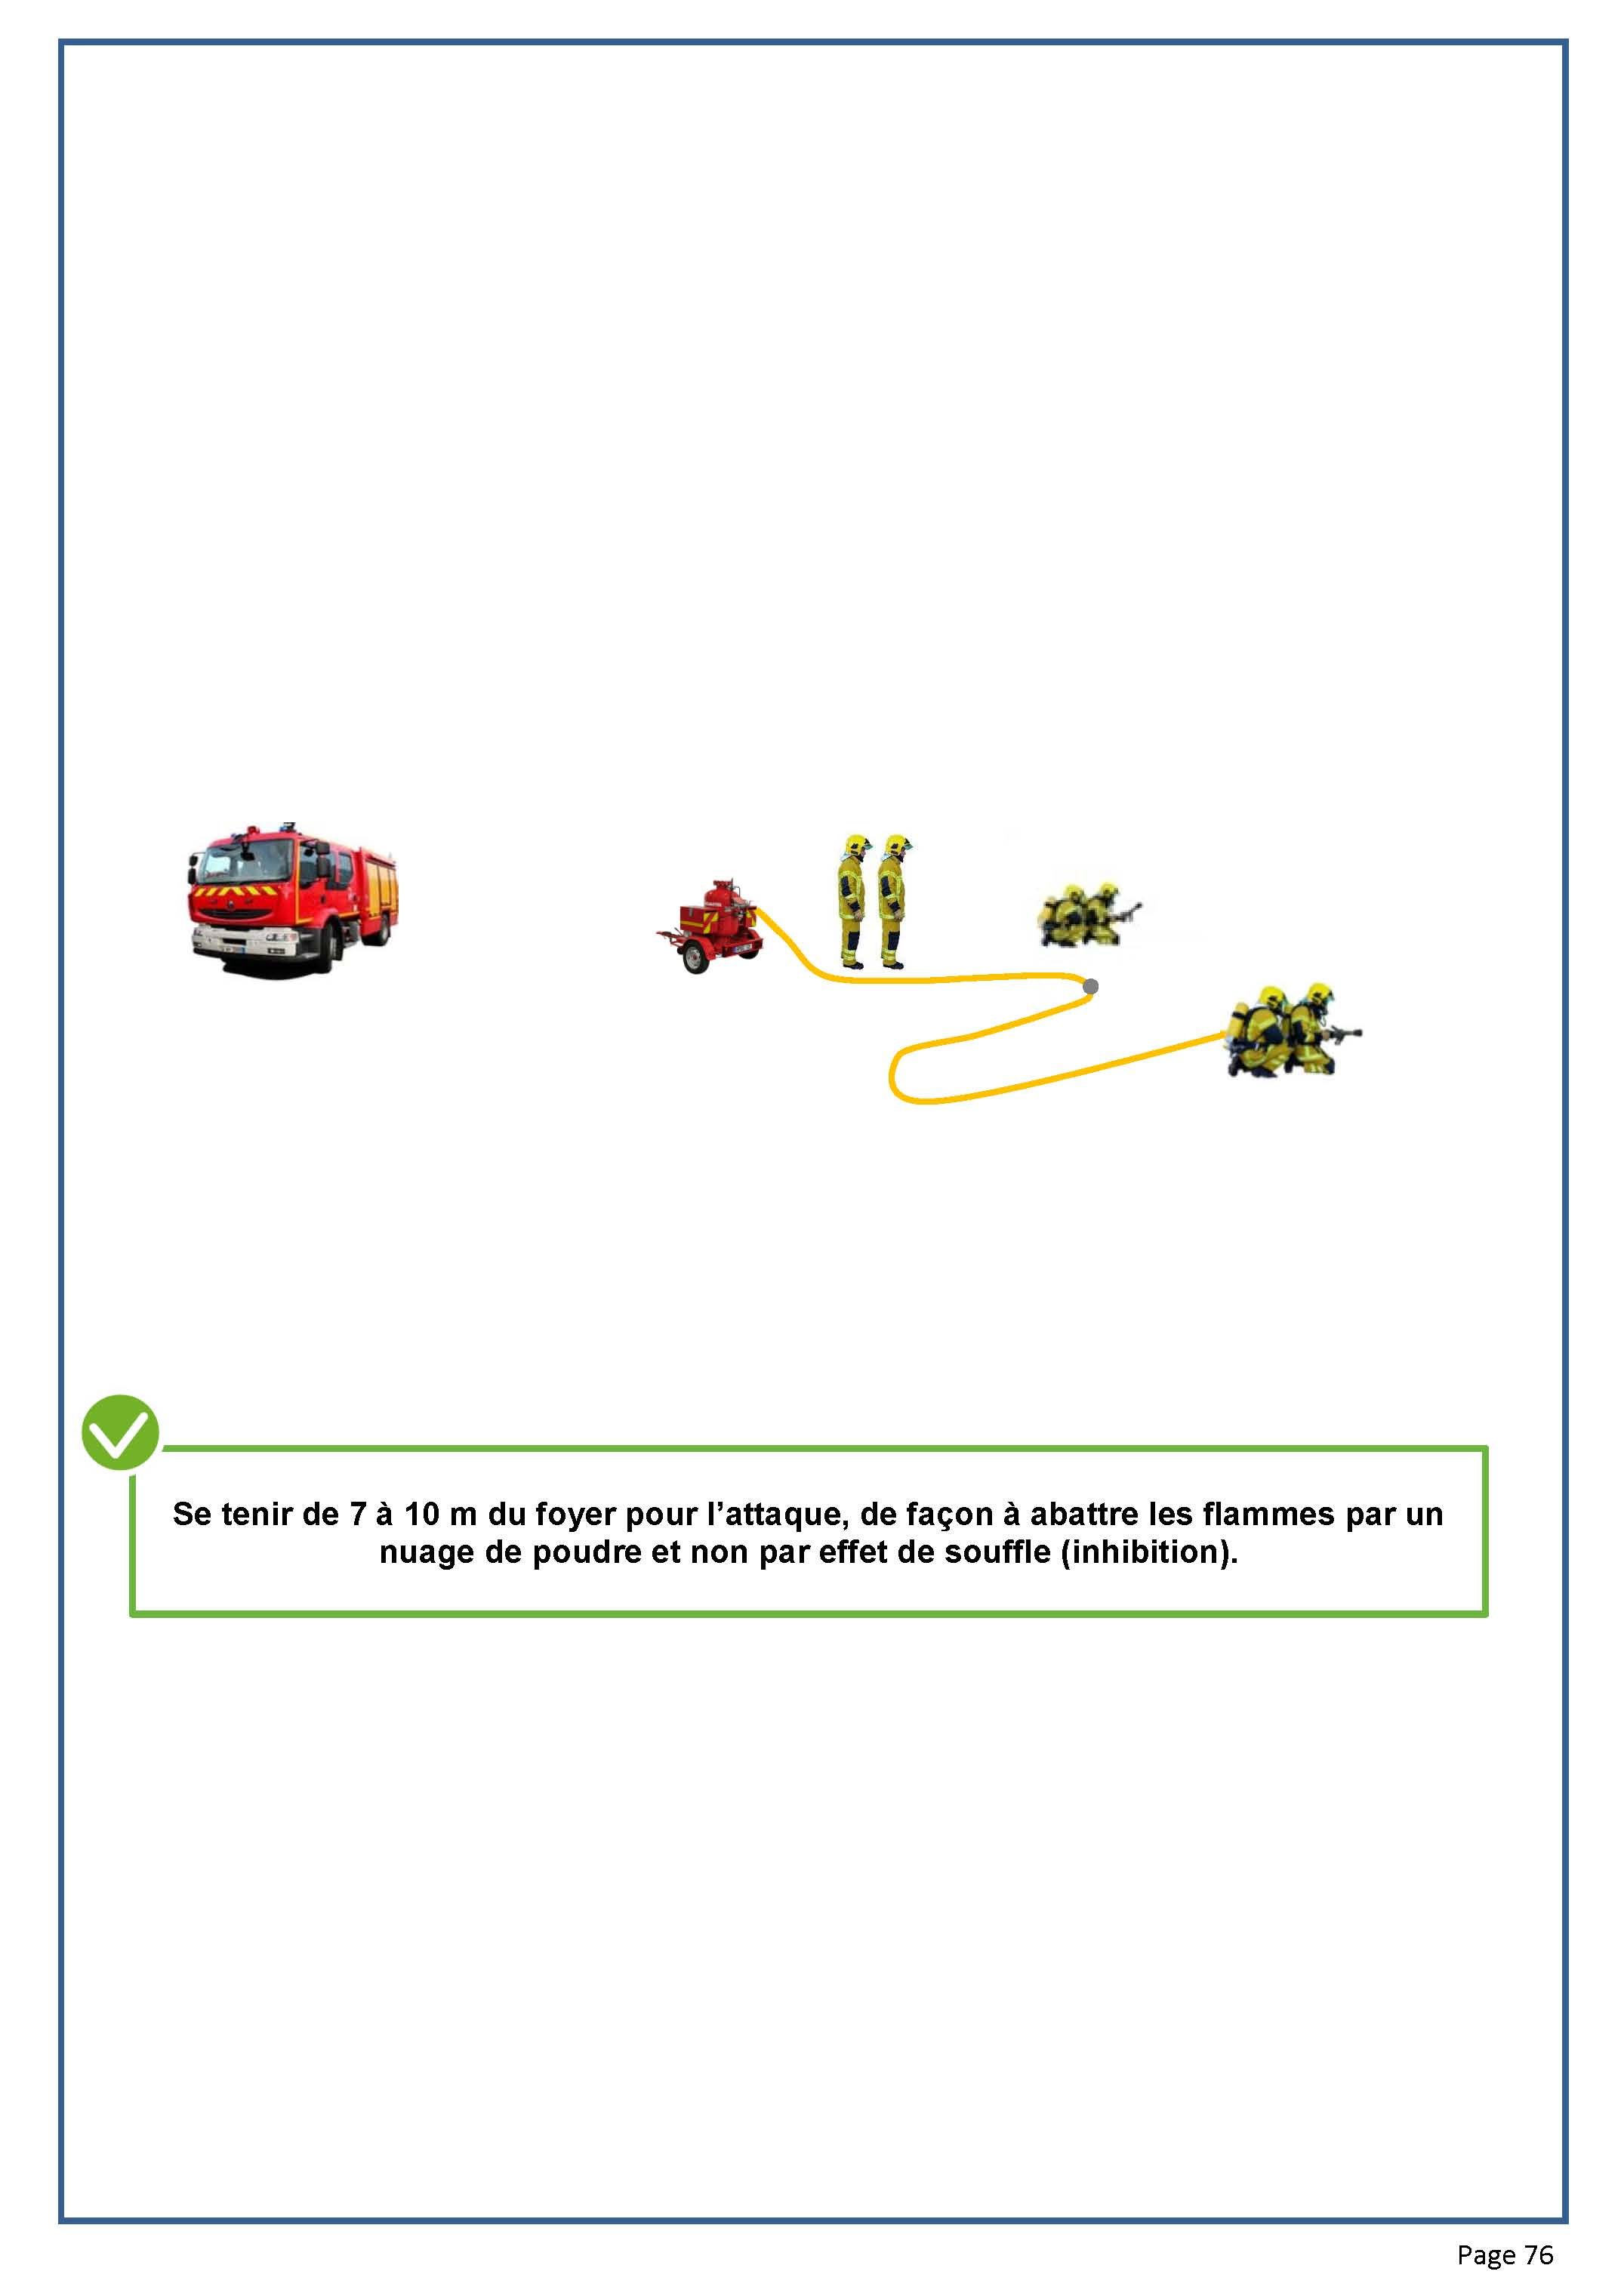 Se tenir de 7 à 10 m du foyer pour l’attaque, de façon à abattre les flammes par un
nuage de poudre et non par effet de souffle (inhibition).
Page 76